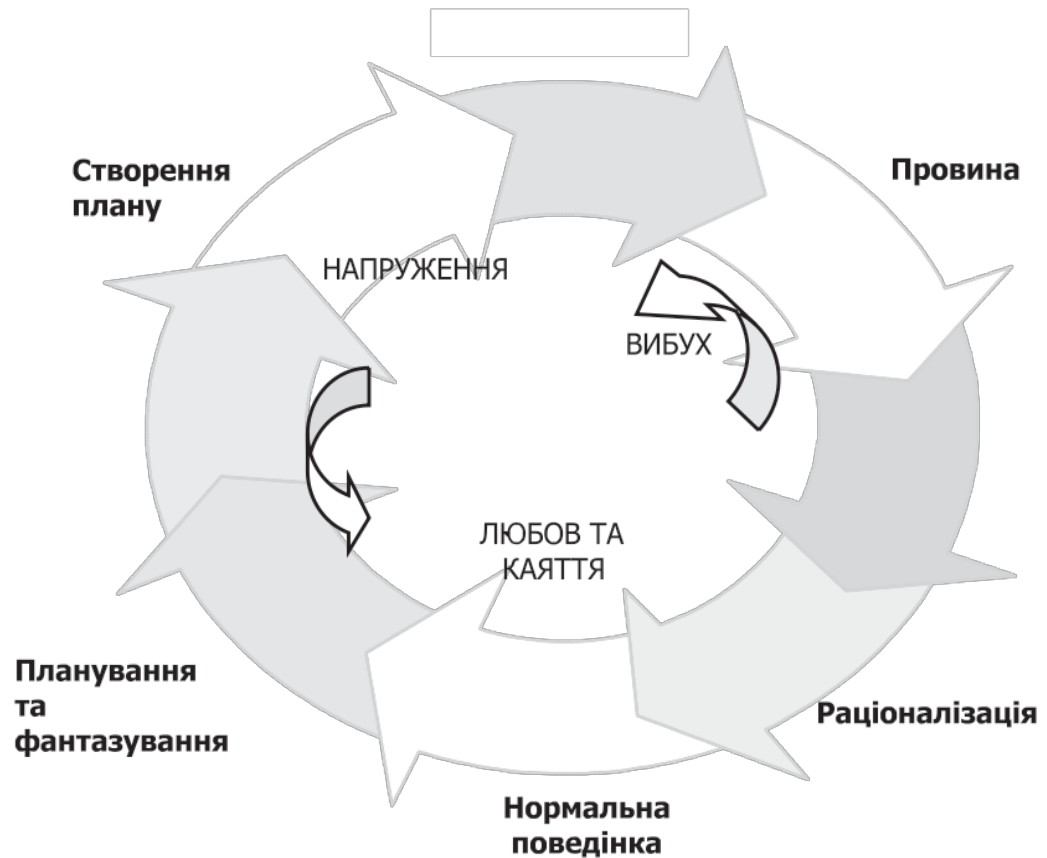 Створення
плану
Провина
НАПРУЖЕННЯ
ВИБУХ
ЛЮБОВ ТА
КАЯТТЯ
Планування
та
фантазування
Раціоналізація
Нормальна
поведінка